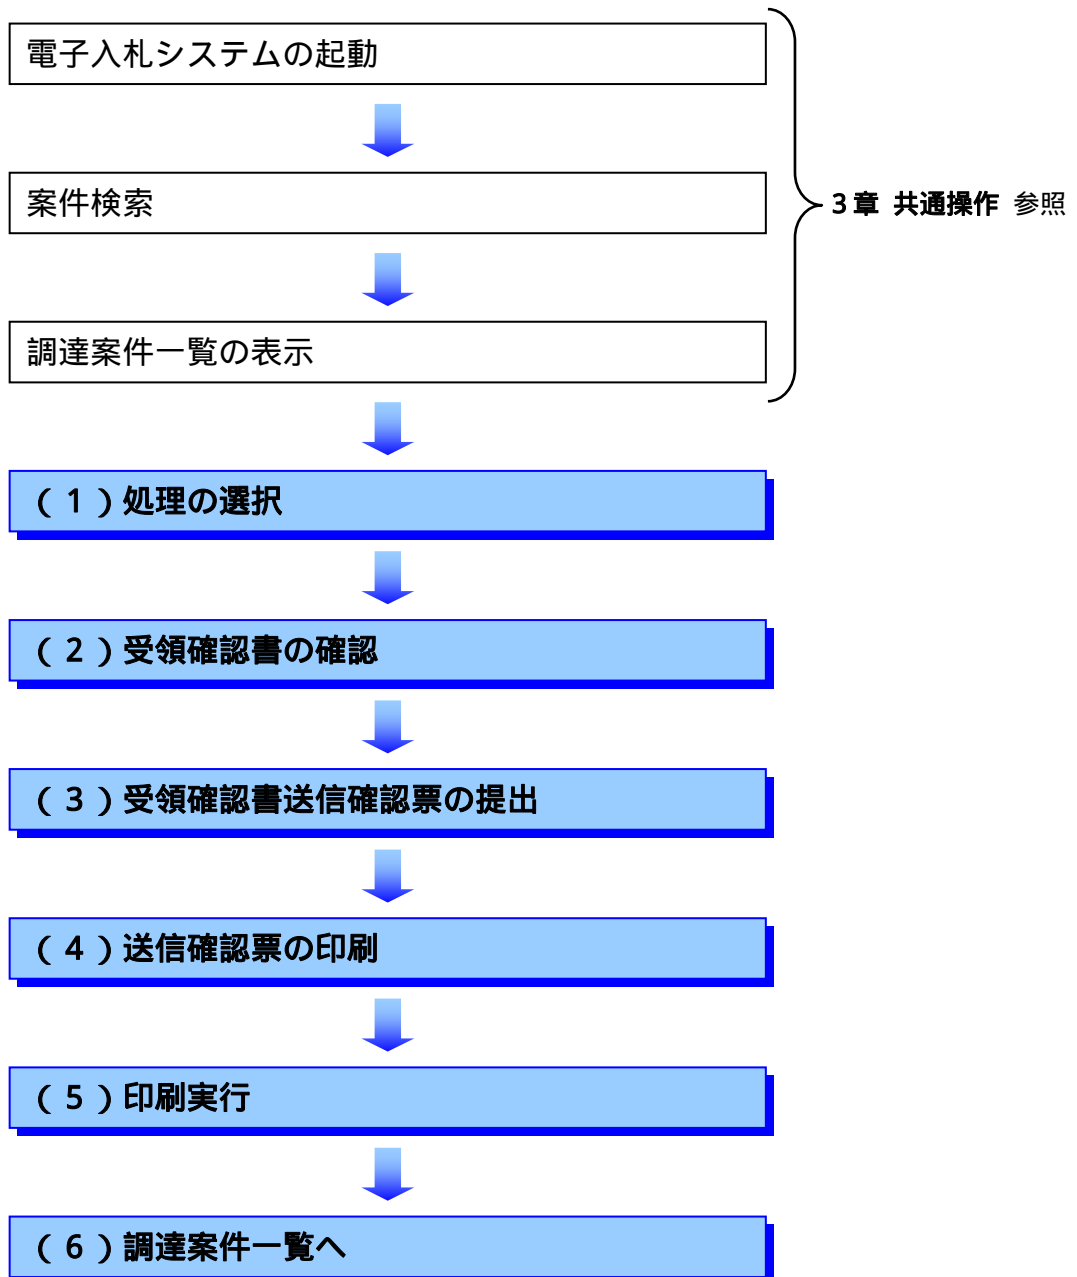 電子入札システムの起動
案件検索
3章 共通操作 参照
調達案件一覧の表示
（1）処理の選択
（2）受領確認書の確認
（3）受領確認書送信確認票の提出
（4）送信確認票の印刷
（5）印刷実行
（6）調達案件一覧へ